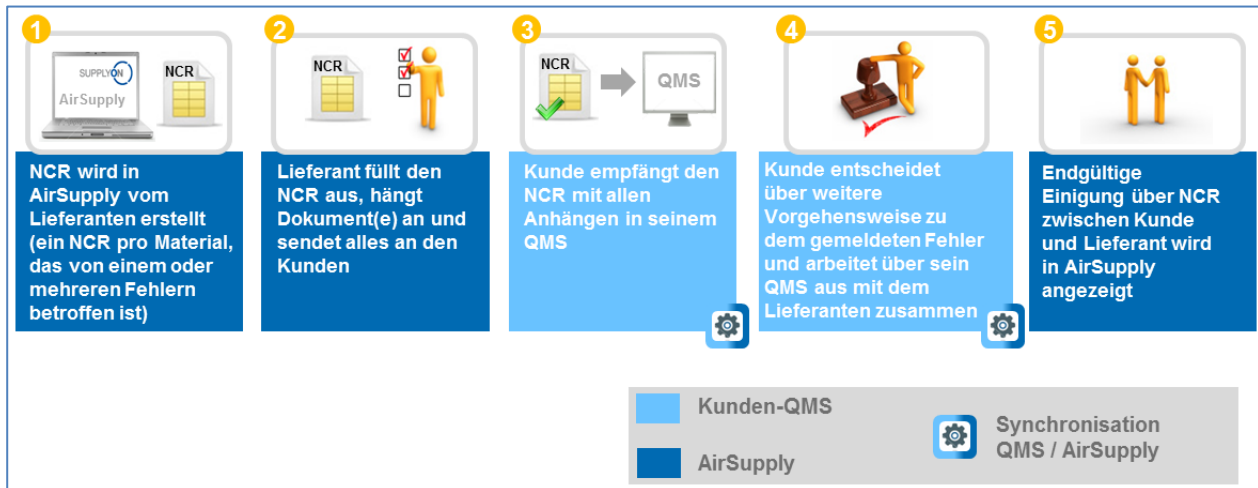 1
SUPPLYON
AirSupply
NCR
NCR wird in
AirSupply vom
Lieferanten erstellt
(ein NCR pro Material,
das von einem oder
mehreren Fehlern
betroffen ist)
2
NCR
Lieferant füllt den
NCR aus, hängt
Dokument(e) an und
sendet alles an den
Kunden
3
NCR
QMS
Kunde empfängt den
NCR mit allen
Anhängen in seinem
QMS
4
Kunde entscheidet
über weitere
Vorgehensweise zu
dem gemeldeten Fehler
und arbeitet über sein
QMS aus mit dem
Lieferanten zusammen
5
Endgültige
Einigung über NCR
zwischen Kunde
und Lieferant wird
in AirSupply
angezeigt
Kunden-QMS
AirSupply
Synchronisation
QMS / AirSupply